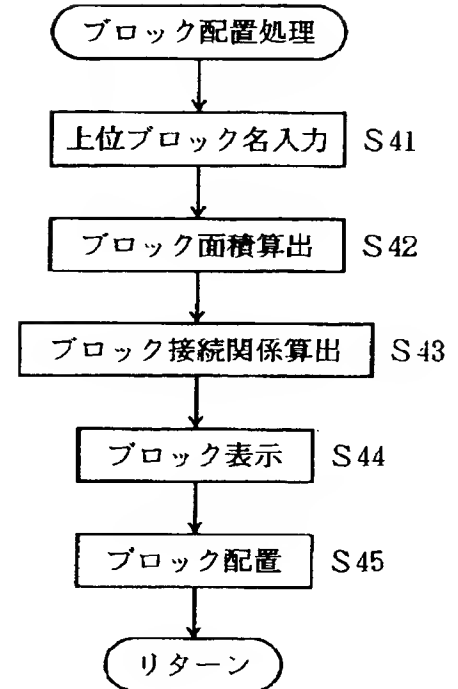 ブロック配置処理
上位ブロック名入力 S41
ブロック面積算出 S42
ブロック接続関係算出 S43
ブロック表示 S44
ブロック配置 S45
リターン